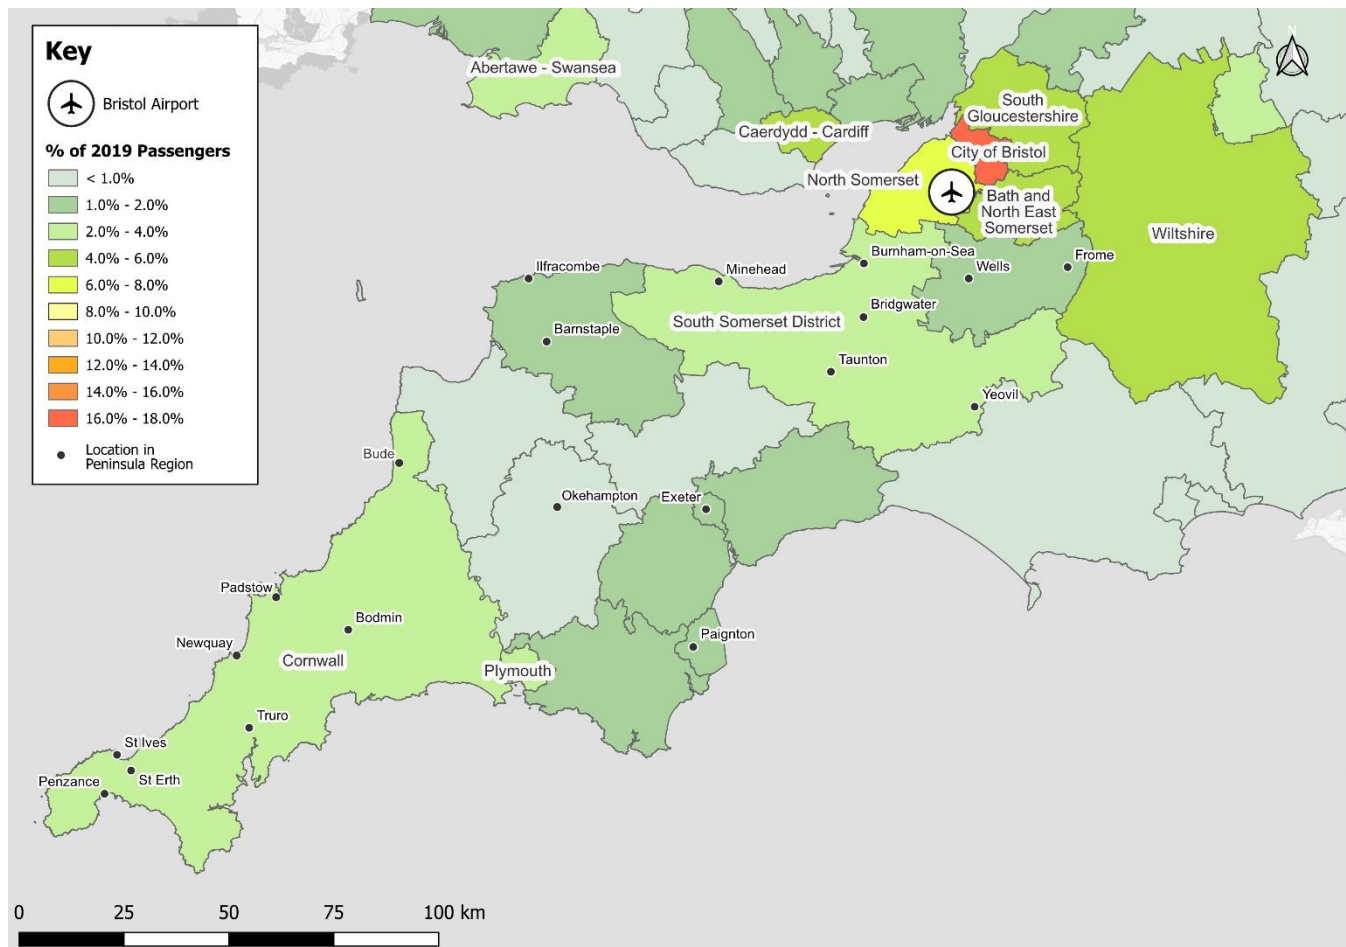 Key
Bristol Airport
% of 2019 Passengers
< 1.0%
1.0% - 2.0%
2.0% - 4.0%
4.0% - 6.0%
6.0% - 8.0%
8.0% - 10.0%
10.0% - 12.0%
12.0% - 14.0%
14.0% - 16.0%
16.0% - 18.0%
Location in
Peninsula Region
N
Abertawe - Swansea
Caerdydd - Cardiff
South
Gloucestershire
City of Bristol
North Somerset
Bath and
North East
Somerset
Wiltshire
Burnham-on-Sea
Wells
Frome
Ilfracombe
Minehead
Barnstaple
South Somerset District
Bridgwater
Taunton
Yeovil
Bude
Okehampton
Exeter
Padstow
Bodmin
Newquay
Cornwall
Plymouth
Paignton
Truro
St Ives
St Erth
Penzance
0 25 50 75 100 km